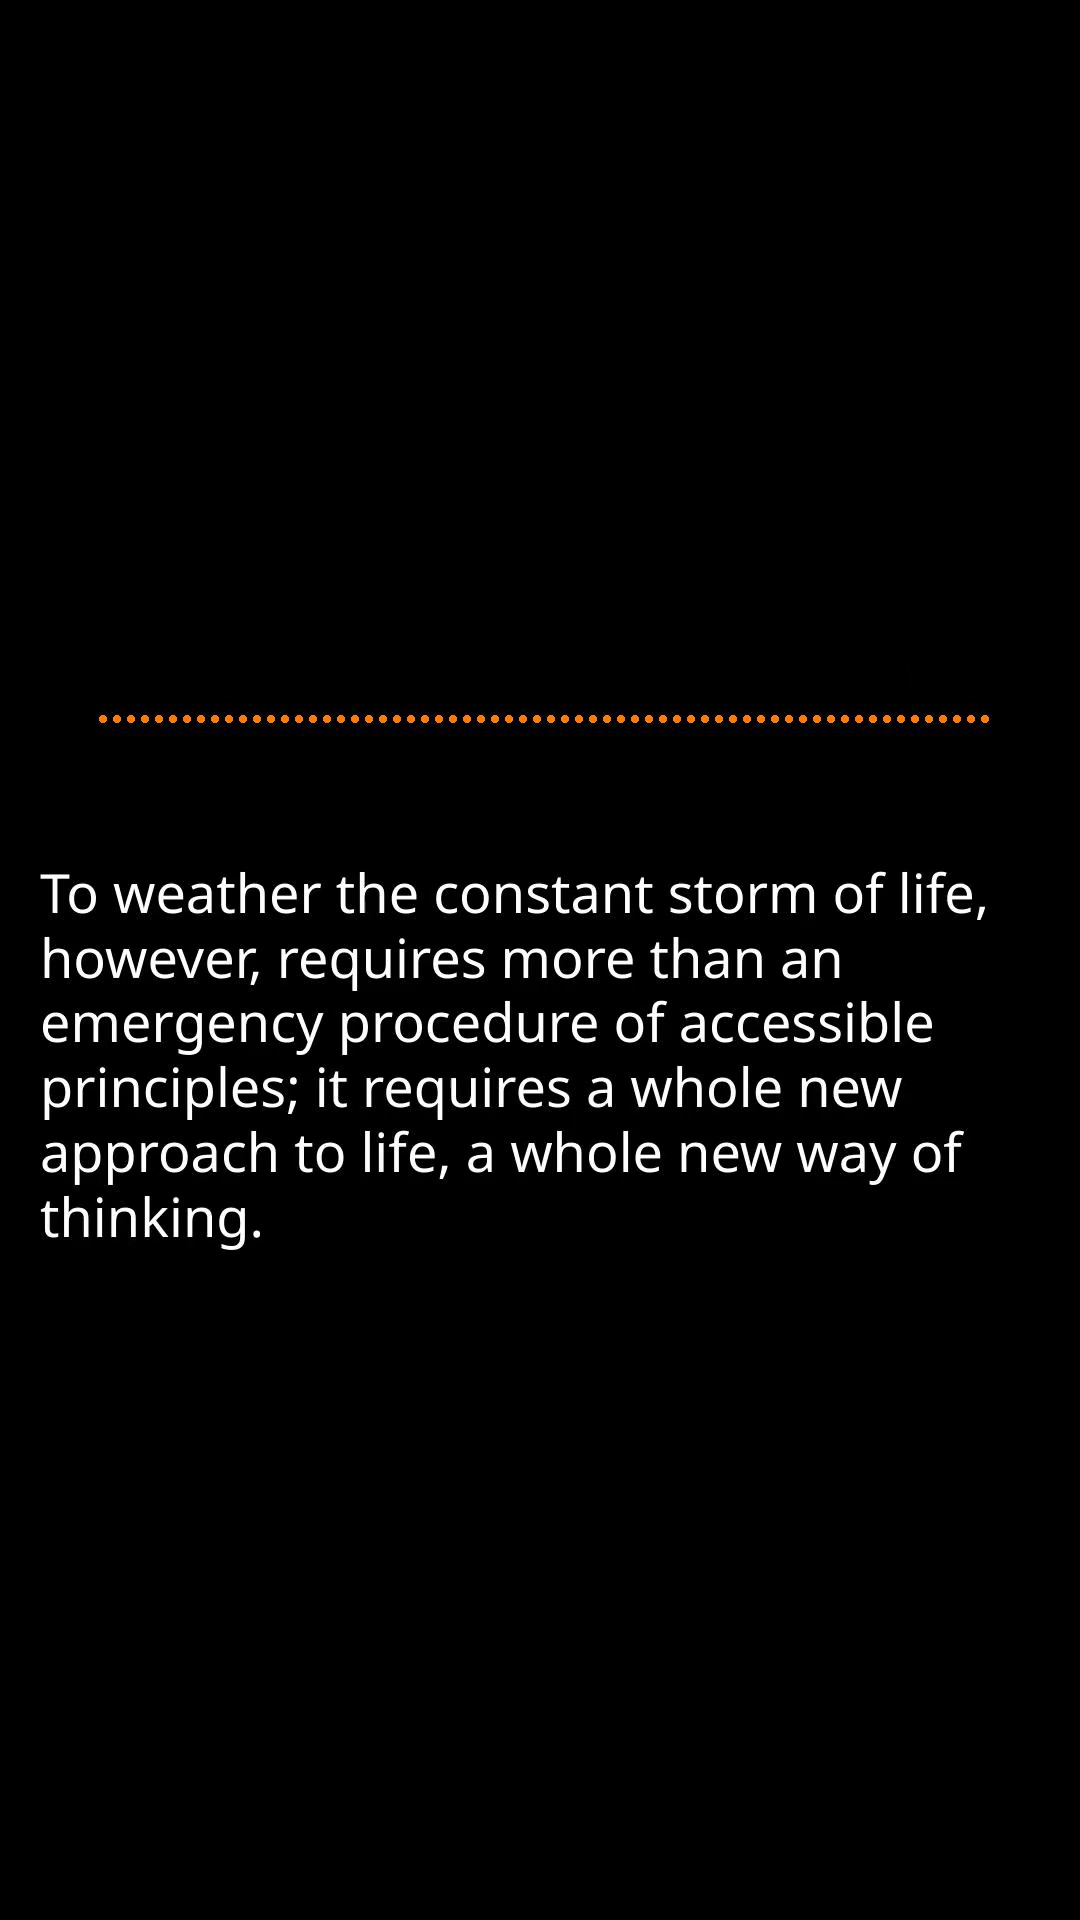 To weather the constant storm of life,
however, requires more than an
emergency procedure of accessible
principles; it requires a whole new
approach to life, a whole new way of
thinking.